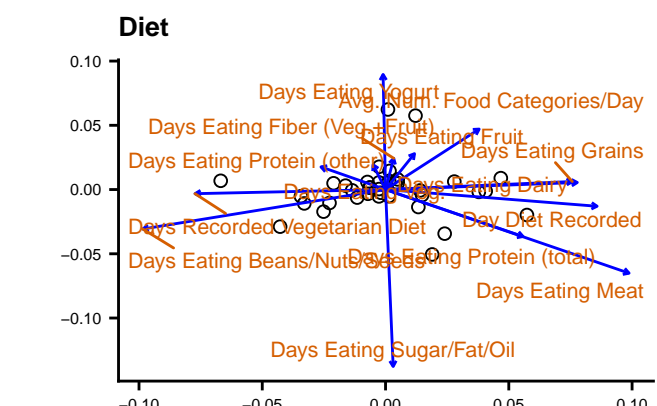 Diet
0.10
Days Eating Yogurt
Avg. Num. Food Categories/Day
0.05
Days Eating Fiber (Veg.+Fruit)
Days Eating Fruit
Days Eating Grains
Days Eating Protein (other)
0.00
Days Eating Veg.
Days Eating Dairy
Days Recorded Vegetarian Diet
Day Diet Recorded
−0.05
Days Eating Beans/Nuts/Seeds
Days Eating Protein (total)
Days Eating Meat
−0.10
Days Eating Sugar/Fat/Oil
−0.10
−0.05
0.00
0.05
0.10